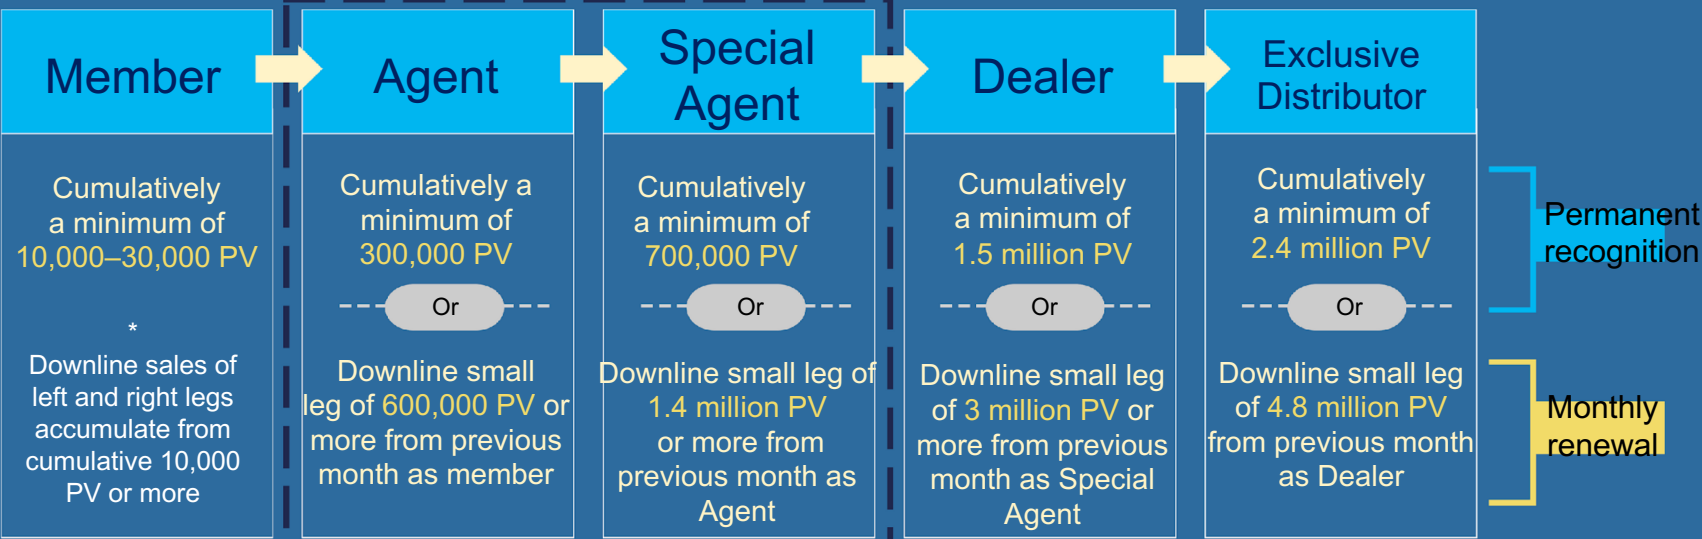 Member
Agent
Special
Agent
Dealer
Exclusive
Distributor
Cumulatively
a minimum of
10,000–30,000 PV
*
Downline sales of
left and right legs
accumulate from
cumulative 10,000
PV or more
Cumulatively a
minimum of
300,000 PV
Or
Downline small
leg of 600,000 PV or
more from previous
month as member
Cumulatively
a minimum of
700,000 PV
Or
Downline small leg of
1.4 million PV
or more from
previous month as
Agent
Cumulatively
a minimum of
1.5 million PV
Or
Downline small leg
of 3 million PV or
more from previous
month as Special
Agent
Cumulatively
a minimum of
2.4 million PV
Or
Downline small leg
of 4.8 million PV
from previous month
as Dealer
Permanent
recognition
Monthly
renewal